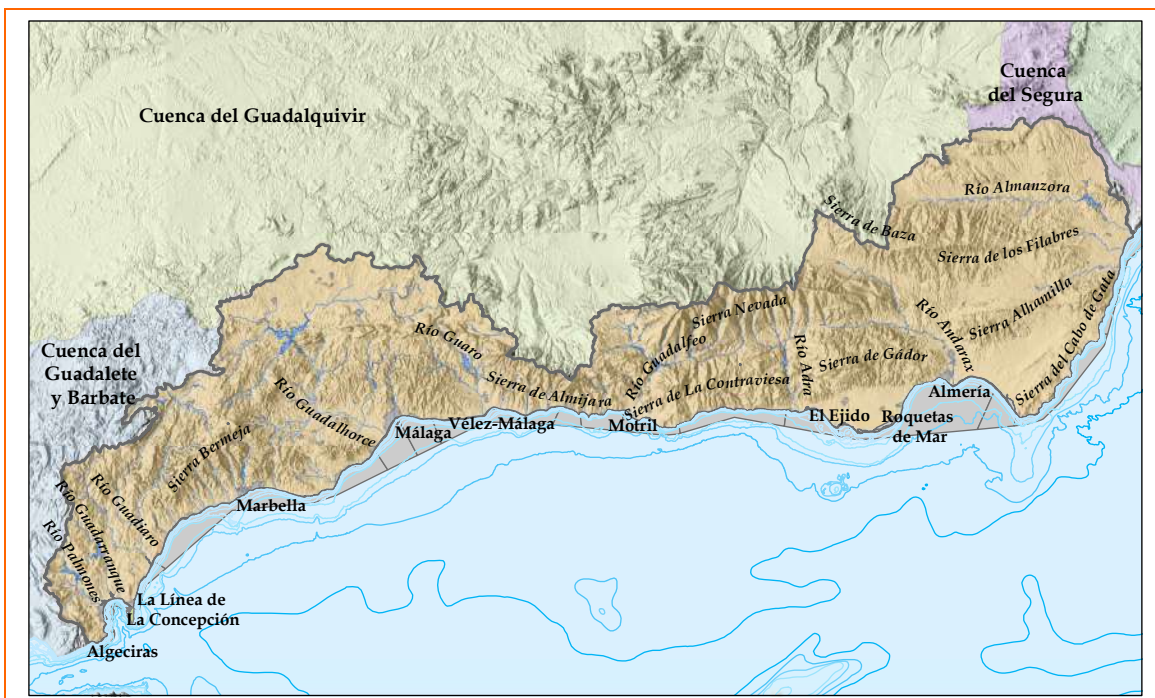 Cuenca
del Segura
Cuenca del Guadalquivir
Río Almanzora
Sierra de Baza
Sierra de los Filabres
Sierra Alhamilla
Sierra del Cabo de Gata
Río Andarax
Sierra Nevada
Río Guadalfeo
Río Adra
Sierra de Gádor
Sierra de La Contraviesa
Río Guaro
Sierra de Almijara
Cuenca del
Guadalete
y Barbate
Río Guadalhorce
Sierra Bermeja
Almería
El Ejido
Roquetas
de Mar
Motril
Vélez-Málaga
Málaga
Marbella
Río Guadiaro
Río Guadarranque
Río Palmones
La Línea de
La Concepción
Algeciras